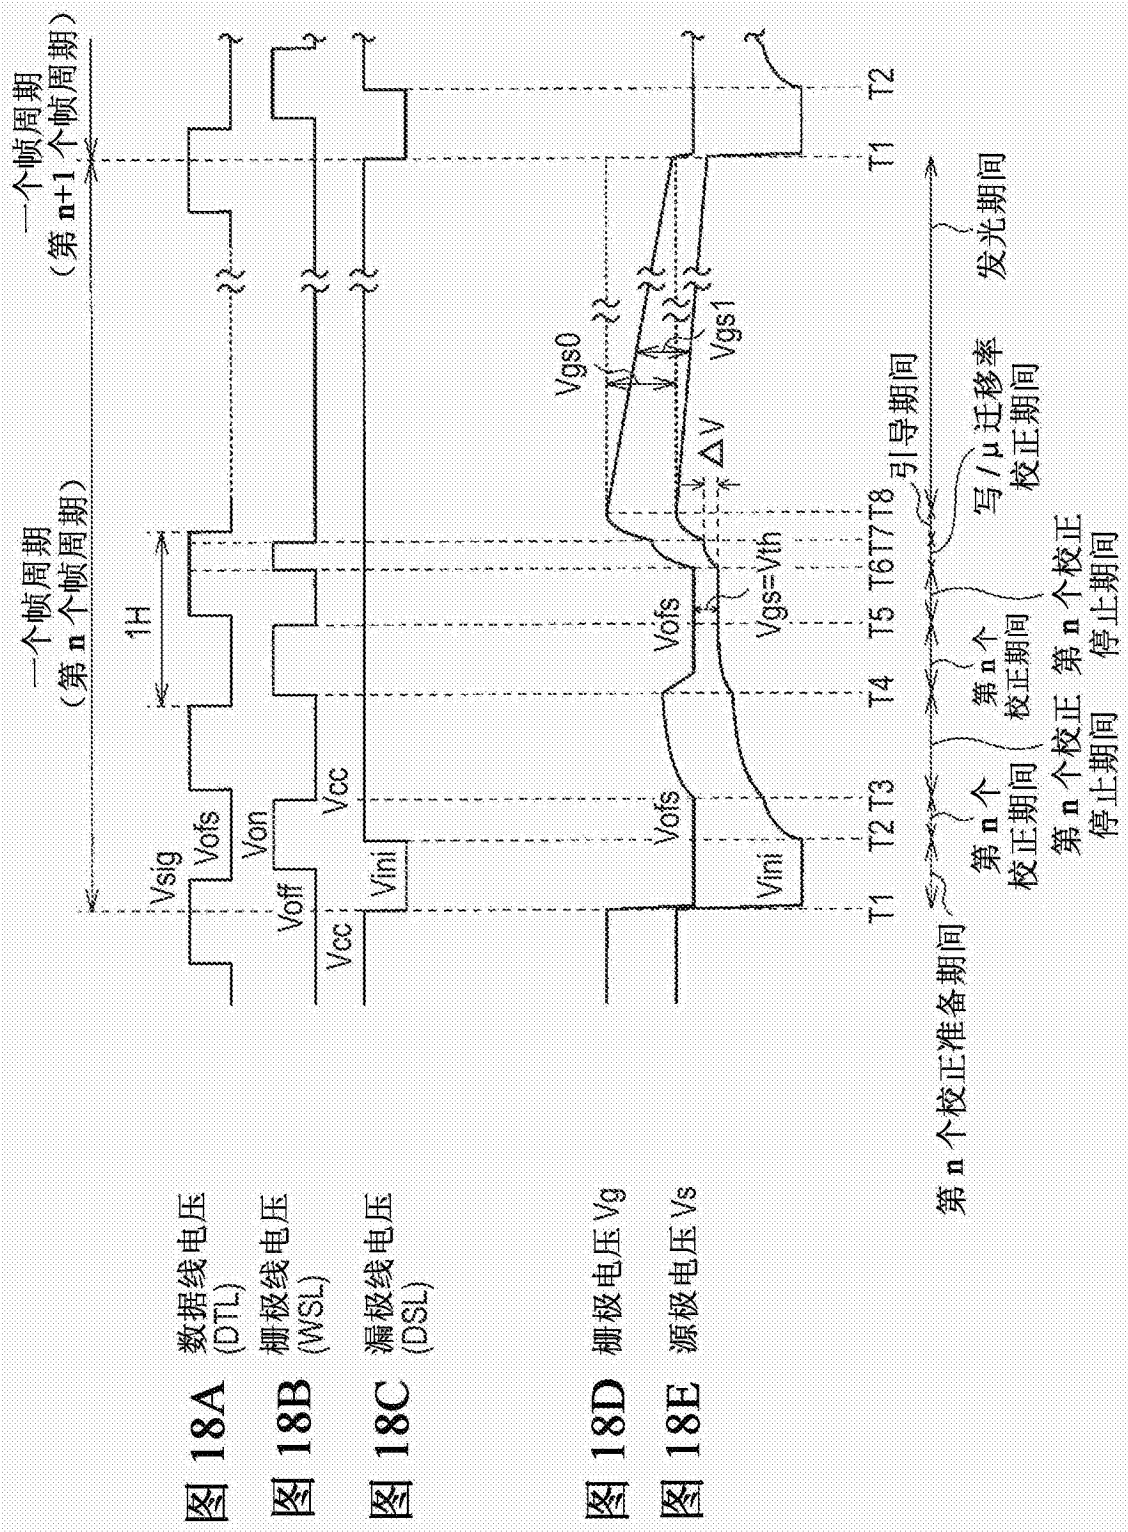 一个帧周期
（第 n 个帧周期）
一个帧周期
（第 n+1 个帧周期）
图 18A
数据线电压
(DTL)
Vsig
Vofs
1H
图 18B
栅极线电压
(WSL)
Voff
Von
图 18C
漏极线电压
(DSL)
Vcc
Vini
Vcc
图 18D
栅极电压 Vg
Vofs
Vofs
Vgs0
Vgs1
图 18E
源极电压 Vs
Vini
Vgs=Vth
ΔV
T1
T2
T3
T4
T5
T6
T7
T8
T1
T2
第 n 个校正准备期间
第 n 个
校正期间
第 n 个校正
停止期间
第 n 个
校正期间
第 n 个校正
停止期间
写/μ 迁移率
校正期间
引导期间
发光期间